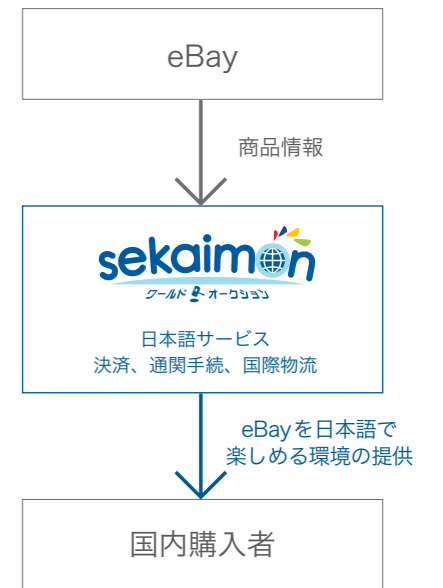 eBay
商品情報
sekaimon
ワールド オークション
日本語サービス
決済、通関手続、国際物流
eBayを日本語で
楽しめる環境の提供
国内購入者